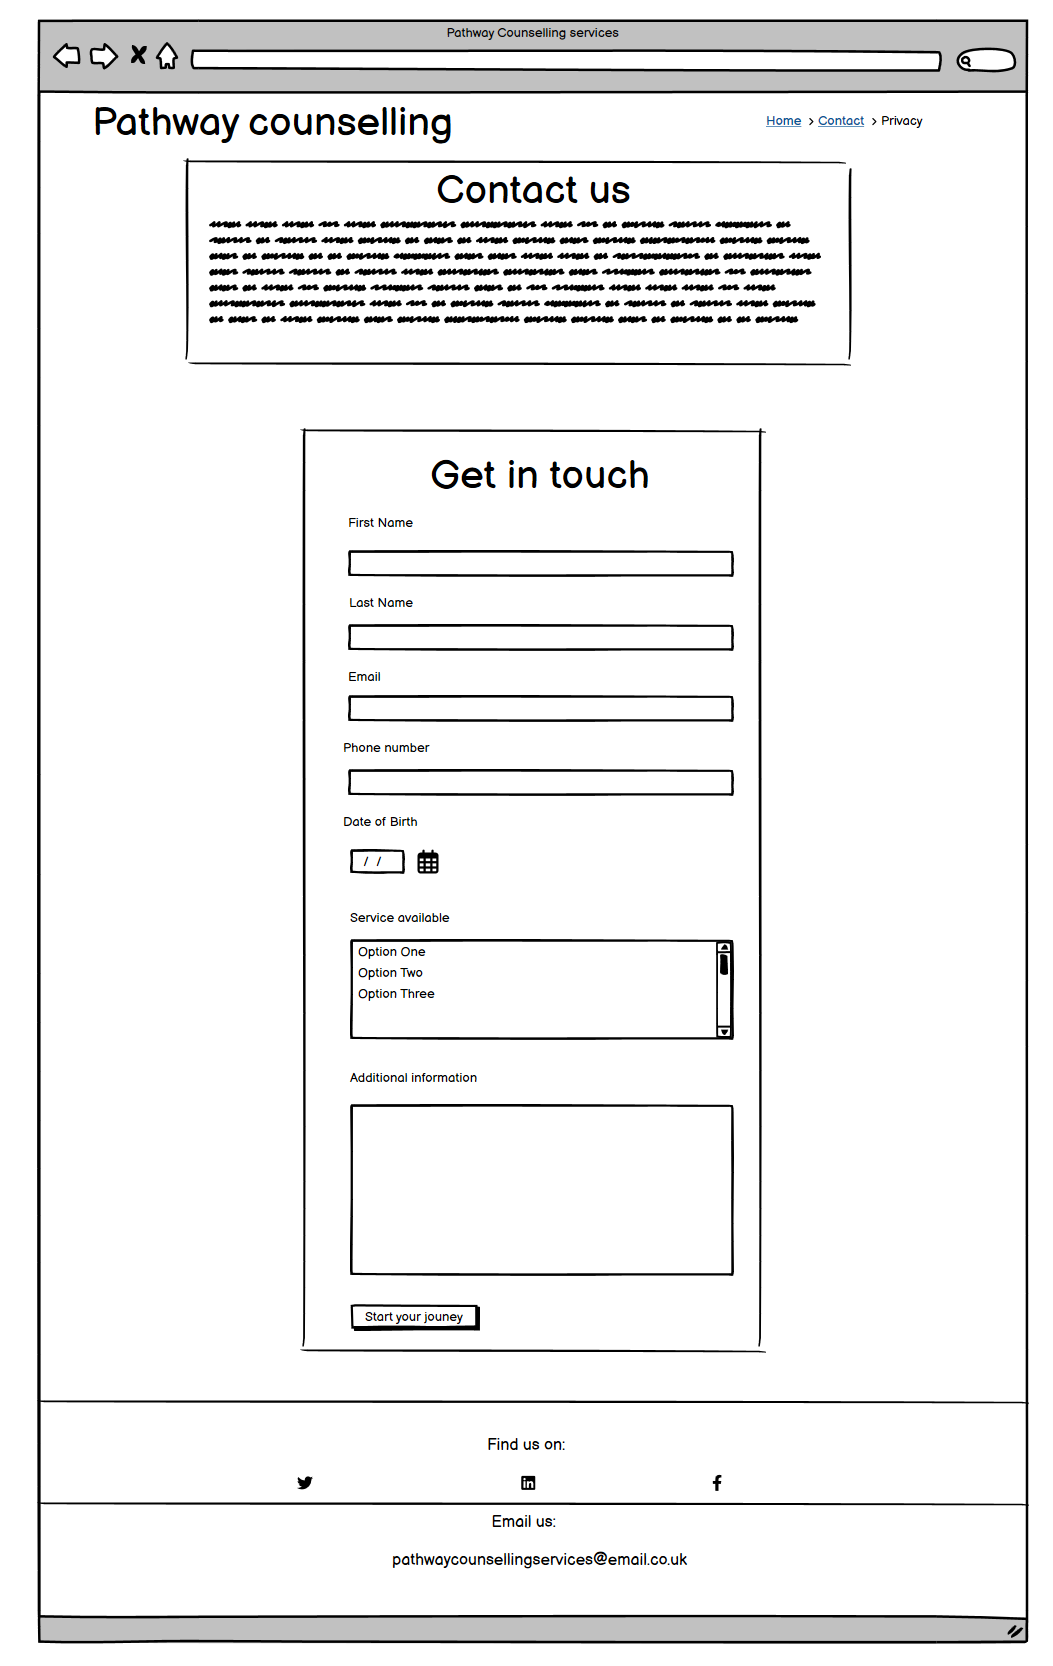 Pathway Counselling services
Pathway counselling
Home > Contact > Privacy
Contact us
Get in touch
First Name
Last Name
Email
Phone number
Date of Birth
/ /
Service available
Option One
Option Two
Option Three
Additional information
Start your jouney
Find us on:
Email us:
pathwaycounsellingservices@email.co.uk